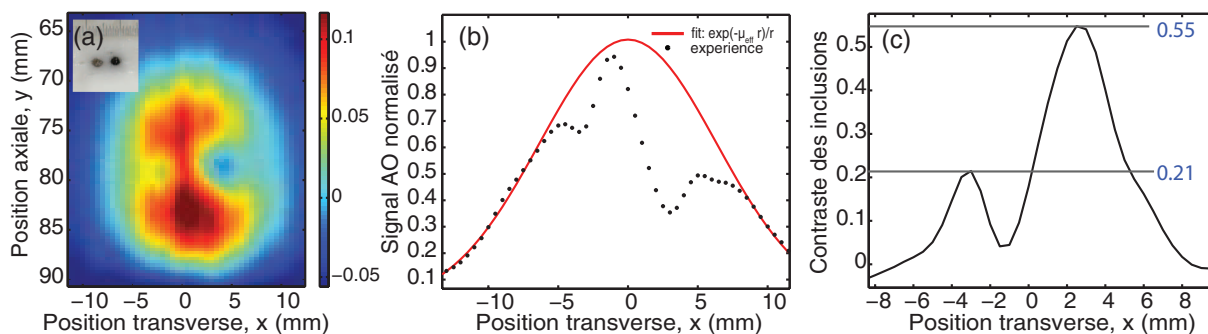 (a)
Position axiale, y (mm)
65
70
75
80
85
90
−10 −5 0 5 10
Position transverse, x (mm)
0.1
0.05
0
−0.05
(b)
fit: exp(-μeff r)/r
experience
Signal AO normalisé
1
0.9
0.8
0.7
0.6
0.5
0.4
0.3
0.2
0.1
−10 −5 0 5 10
Position transverse, x (mm)
(c)
Contraste des inclusions
0.5
0.4
0.3
0.2
0.1
0
0.55
0.21
−8 −6 −4 −2 0 2 4 6 8
Position transverse, x (mm)